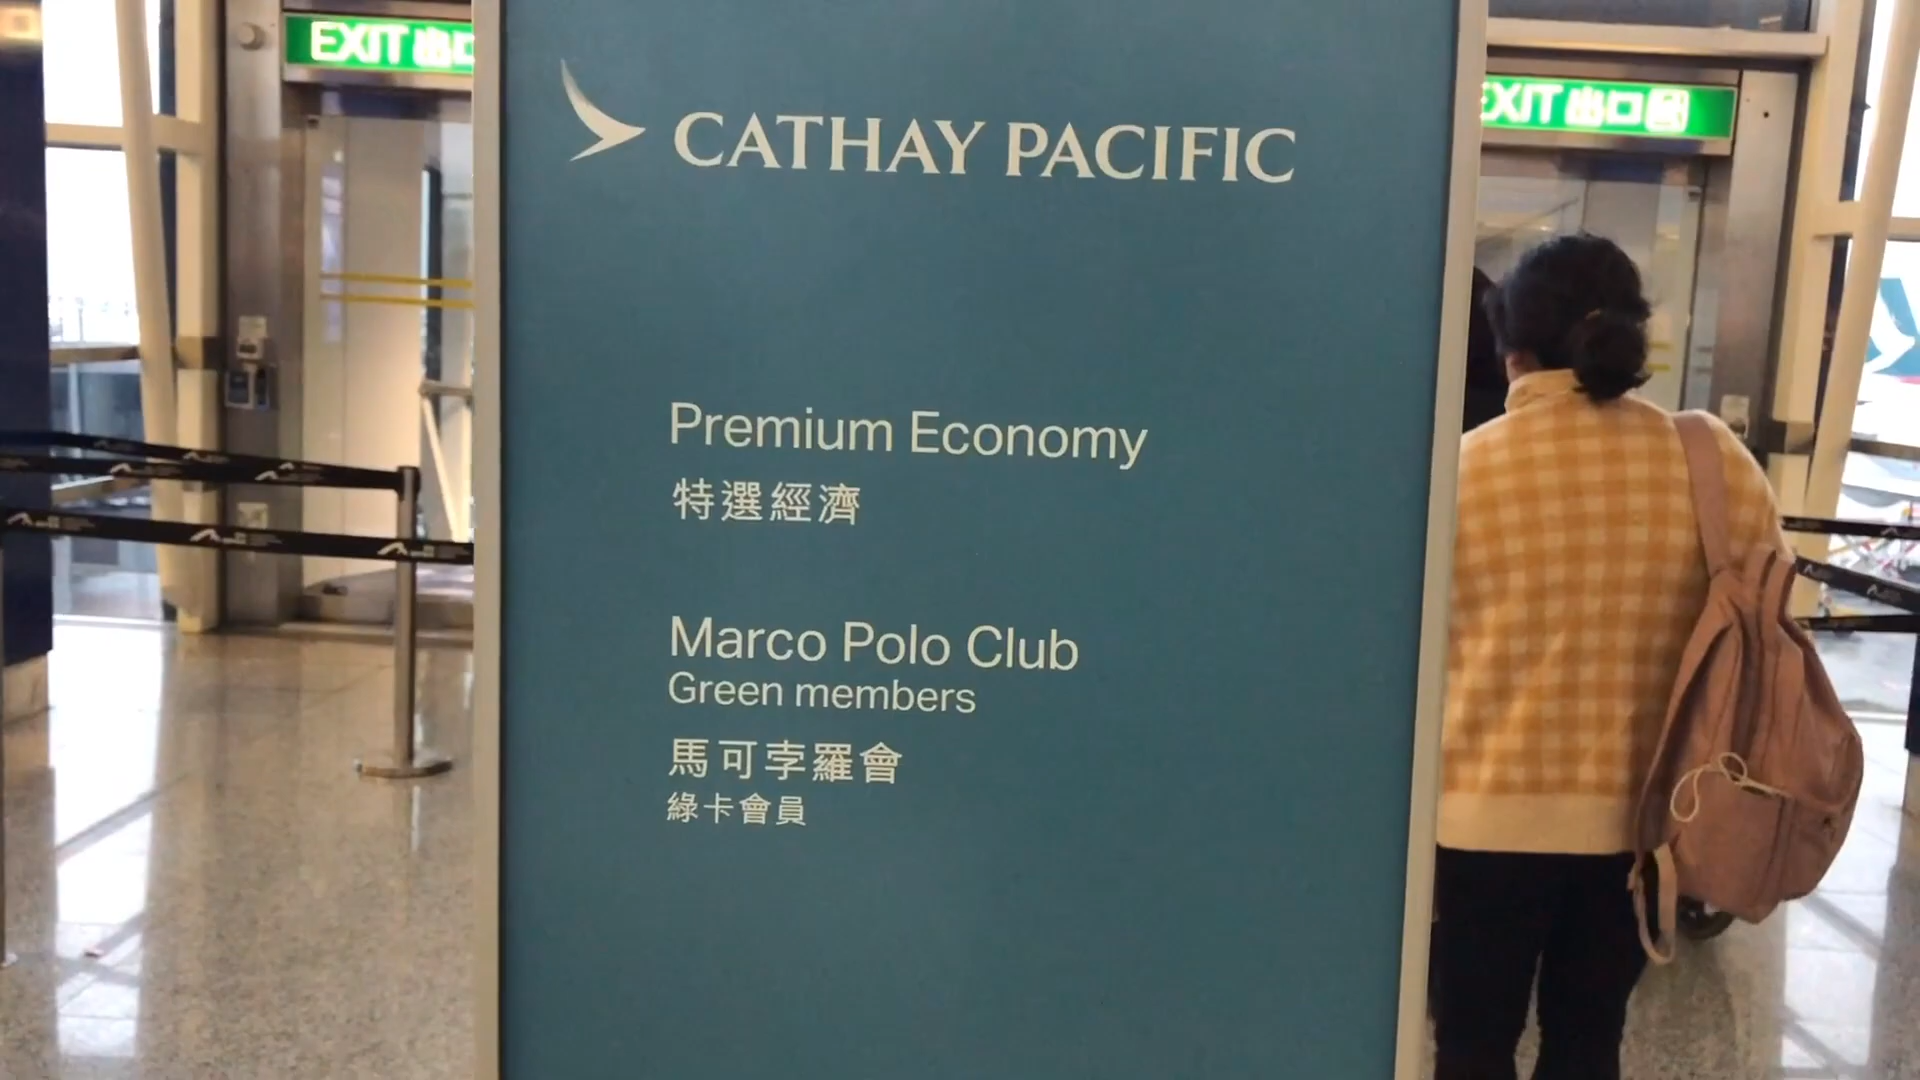 EXIT 出口
EXIT 出口
CATHAY PACIFIC
Premium Economy
特選經濟
Marco Polo Club
Green members
馬可孛羅會
綠卡會員